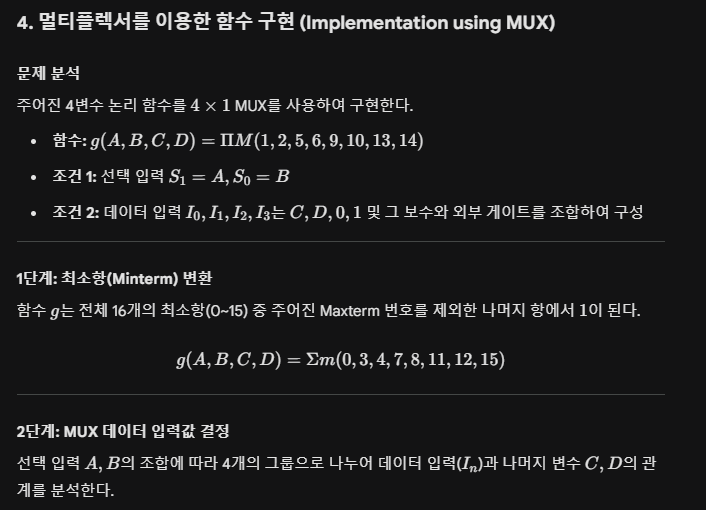 4. 멀티플렉서를 이용한 함수 구현 (Implementation using MUX)
문제 분석
주어진 4변수 논리 함수를 4 × 1 MUX를 사용하여 구현한다.
• 함수: g(A, B, C, D) = ΠM(1, 2, 5, 6, 9, 10, 13, 14)
• 조건 1: 선택 입력 S₁ = A, S₀ = B
• 조건 2: 데이터 입력 I₀, I₁, I₂, I₃는 C, D, 0, 1 및 그 보수와 외부 게이트를 조합하여 구성
1단계: 최소항(Minterm) 변환
함수 g는 전체 16개의 최소항(0~15) 중 주어진 Maxterm 번호를 제외한 나머지 항에서 1이 된다.
g(A, B, C, D) = Σm(0, 3, 4, 7, 8, 11, 12, 15)
2단계: MUX 데이터 입력값 결정
선택 입력 A, B의 조합에 따라 4개의 그룹으로 나누어 데이터 입력(Iₙ)과 나머지 변수 C, D의 관
계를 분석한다.